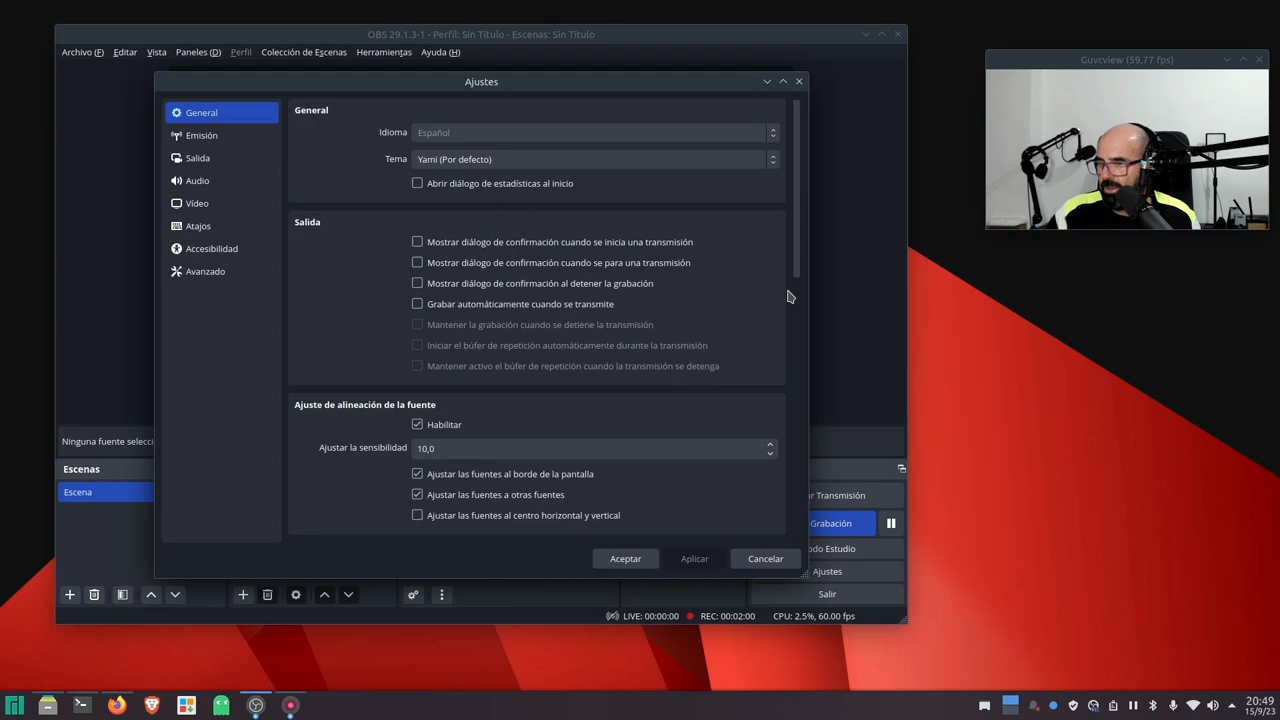 OBS 29.1.3-1 - Perfil: Sin Título - Escenas: Sin Título
Archivo (F) Editar Vista Paneles (D) Perfil Colección de Escenas Herramientas Ayuda (H)
Guvcview (59,77 fps)
Ajustes
General
Emisión
Salida
Audio
Vídeo
Atajos
Accesibilidad
Avanzado
General
Idioma Español
Tema Yami (Por defecto)
Abrir diálogo de estadísticas al inicio
Salida
Mostrar diálogo de confirmación cuando se inicia una transmisión
Mostrar diálogo de confirmación cuando se para una transmisión
Mostrar diálogo de confirmación al detener la grabación
Grabar automáticamente cuando se transmite
Mantener la grabación cuando se detiene la transmisión
Iniciar el búfer de repetición automáticamente durante la transmisión
Mantener activo el búfer de repetición cuando la transmisión se detenga
Ajuste de alineación de la fuente
Habilitar
Ajustar la sensibilidad 10,0
Ajustar las fuentes al borde de la pantalla
Ajustar las fuentes a otras fuentes
Ajustar las fuentes al centro horizontal y vertical
Aceptar Aplicar Cancelar
Ninguna fuente selecci
Escenas
Escena
r Transmisión
Grabación
odo Estudio
Ajustes
Salir
LIVE: 00:00:00 REC: 00:02:00 CPU: 2.5%, 60.00 fps
20:49
15/9/23